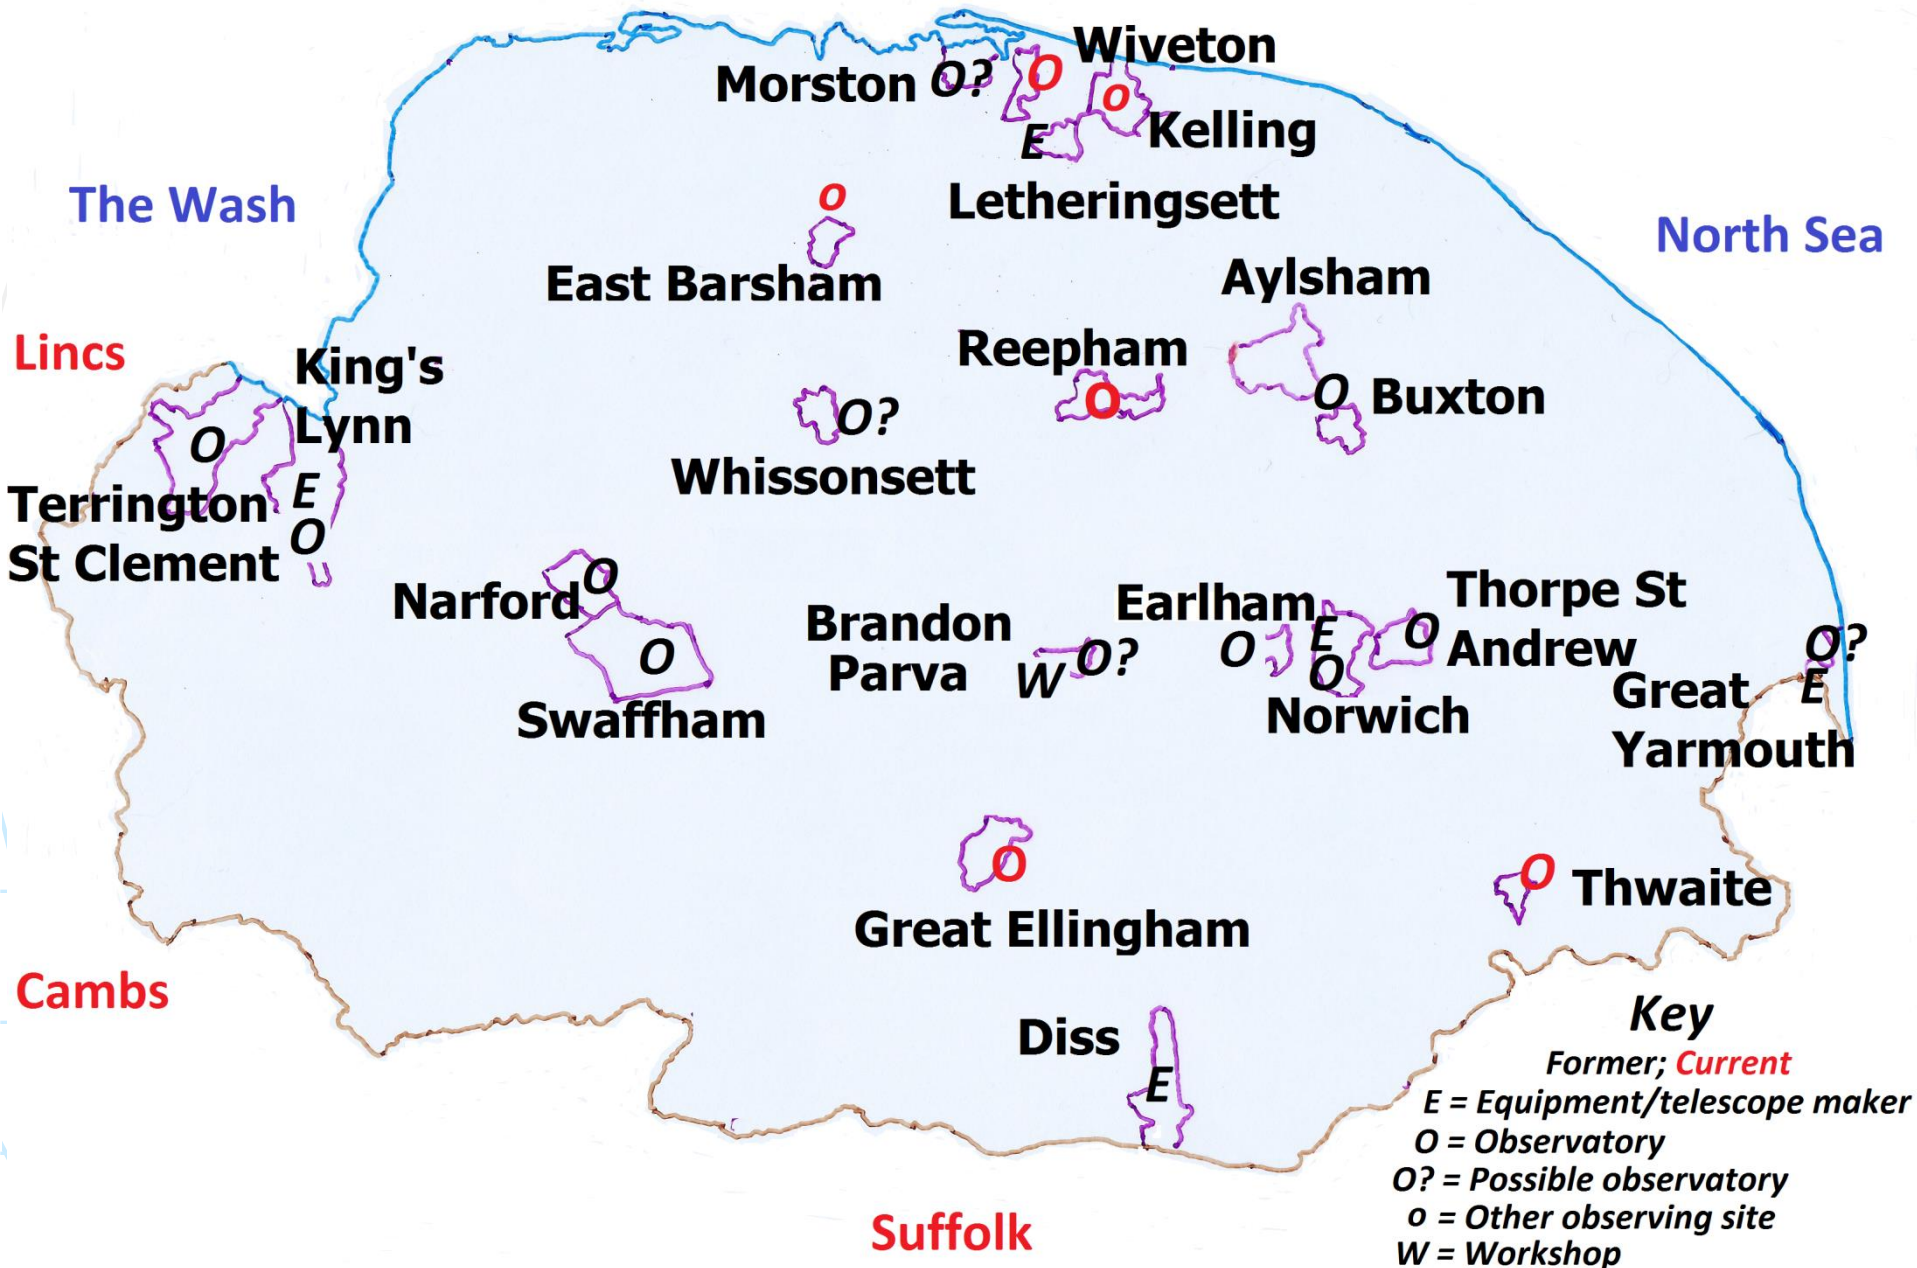 Wiveton
Morston O? O
o
E Kelling
The Wash
o
Letheringsett
North Sea
East Barsham
Aylsham
Lincs
King's
Lynn
Reepham
O
O Buxton
O?
Whissonsett
O
E
O
Terrington
St Clement
Narford O
O
Swaffham
Brandon
Parva
W O?
Earlham
O
E
O
Norwich
O
Thorpe St
Andrew
O?
E
Great
Yarmouth
O
Great Ellingham
O
Thwaite
Cambs
Diss
E
Suffolk
Key
Former; Current
E = Equipment/telescope maker
O = Observatory
O? = Possible observatory
o = Other observing site
W = Workshop